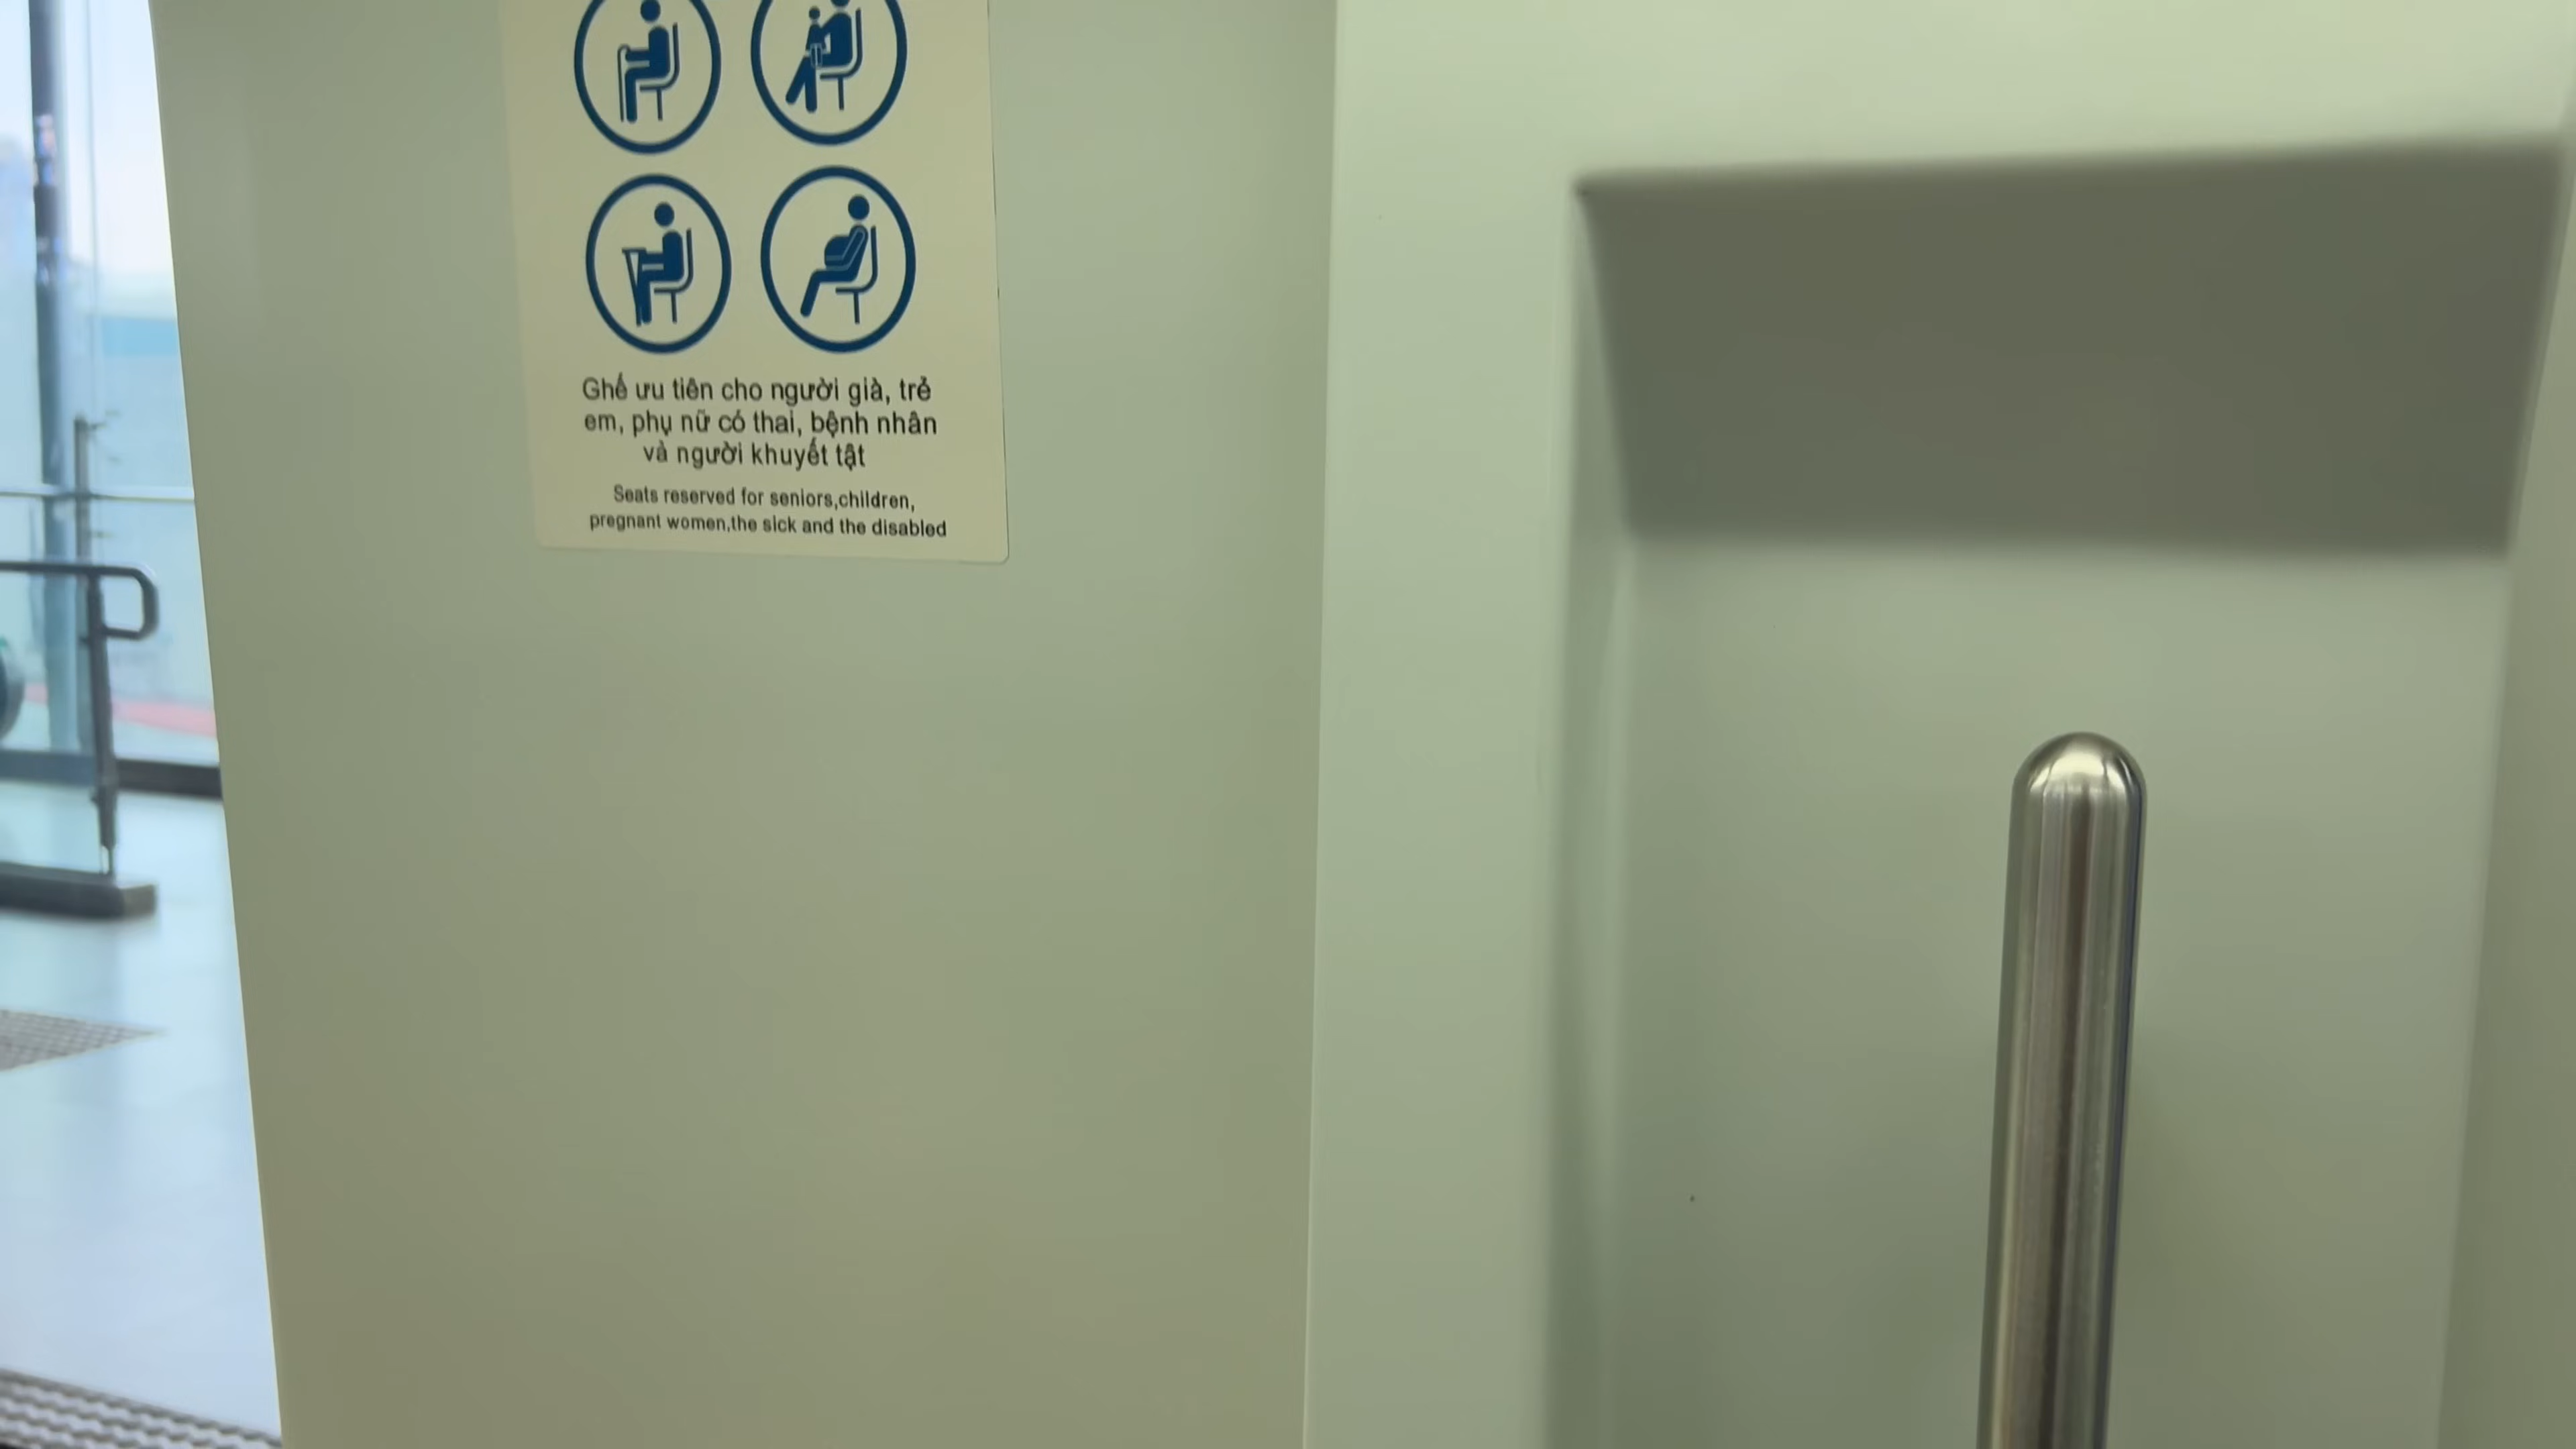 Ghế ưu tiên cho người già, trẻ
em, phụ nữ có thai, bệnh nhân
và người khuyết tật
Seats reserved for seniors,children,
pregnant women,the sick and the disabled